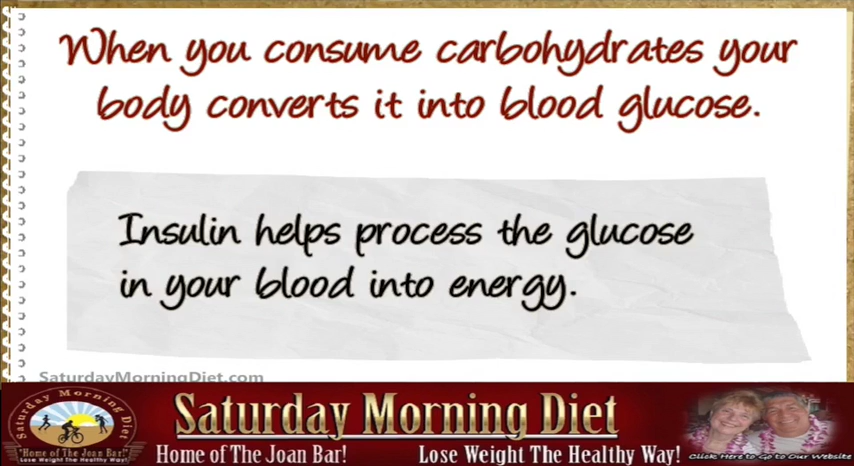 When you consume carbohydrates your
body converts it into blood glucose.
Insulin helps process the glucose
in your blood into energy.
SaturdayMorningDiet.com
Saturday Morning Diet
"Home of The Joan Bar!"
Lose Weight The Healthy Way!
Saturday Morning Diet
Home of The Joan Bar! Lose Weight The Healthy Way!
Click Here to Go to Our Website